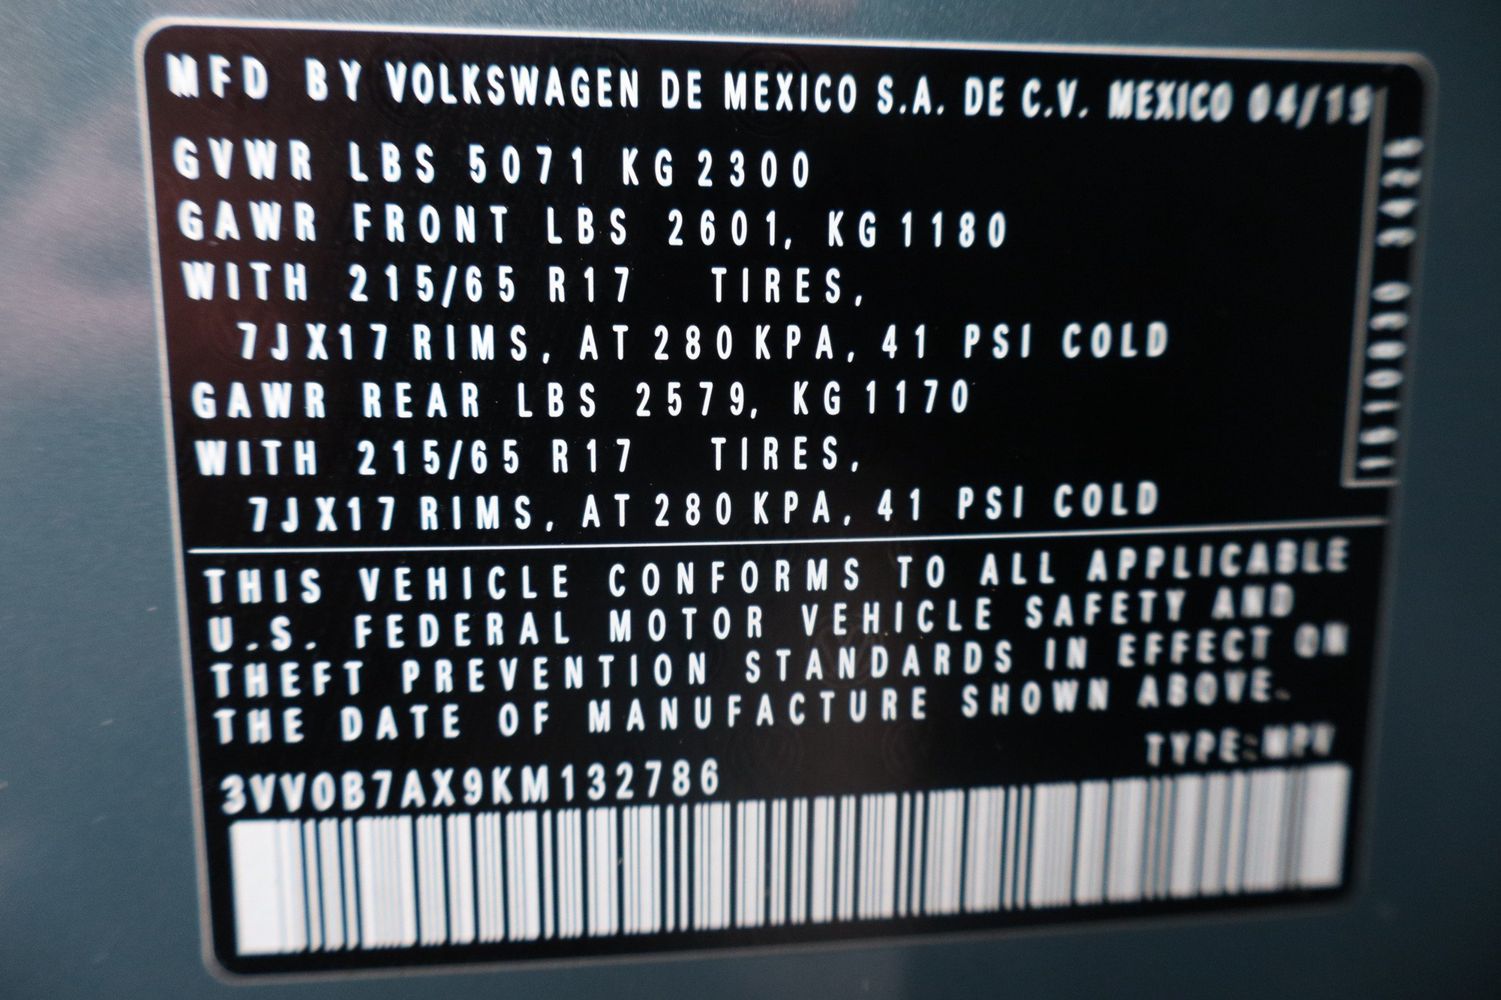 MFD BY VOLKSWAGEN DE MEXICO S.A. DE C.V. MEXICO 04/19
GVWR LBS 5071 KG 2300
GAWR FRONT LBS 2601, KG 1180
WITH 215/65 R17 TIRES,
7JX17 RIMS, AT 280 KPA, 41 PSI COLD
GAWR REAR LBS 2579, KG 1170
WITH 215/65 R17 TIRES,
7JX17 RIMS, AT 280 KPA, 41 PSI COLD
THIS VEHICLE CONFORMS TO ALL APPLICABLE
U.S. FEDERAL MOTOR VEHICLE SAFETY AND
THEFT PREVENTION STANDARDS IN EFFECT ON
THE DATE OF MANUFACTURE SHOWN ABOVE.
TYPE:MPV
3VV0B7AX9KM132786